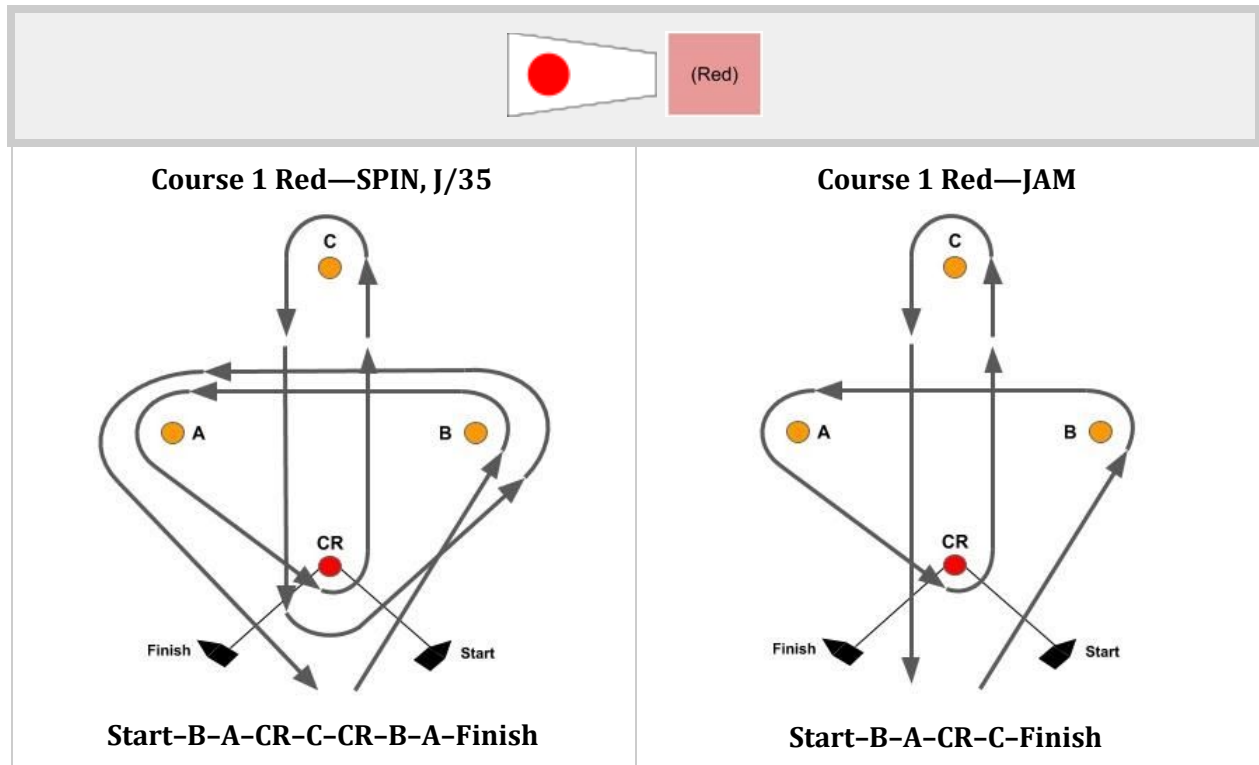 (Red)
Course 1 Red—SPIN, J/35
C
A
B
CR
Finish
Start
Start–B–A–CR–C–CR–B–A–Finish
Course 1 Red—JAM
C
A
B
CR
Finish
Start
Start–B–A–CR–C–Finish